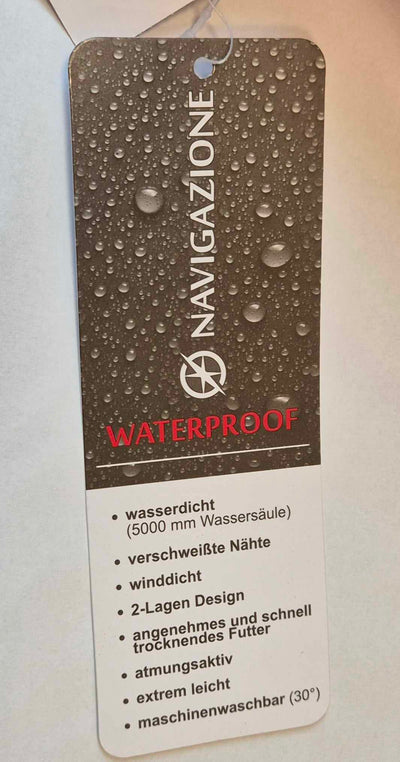 NAVIGAZIONE
WATERPROOF
• wasserdicht
(5000 mm Wassersäule)
• verschweißte Nähte
• winddicht
• 2-Lagen Design
• angenehmes und schnell
trocknendes Futter
• atmungsaktiv
• extrem leicht
• maschinenwaschbar (30°)